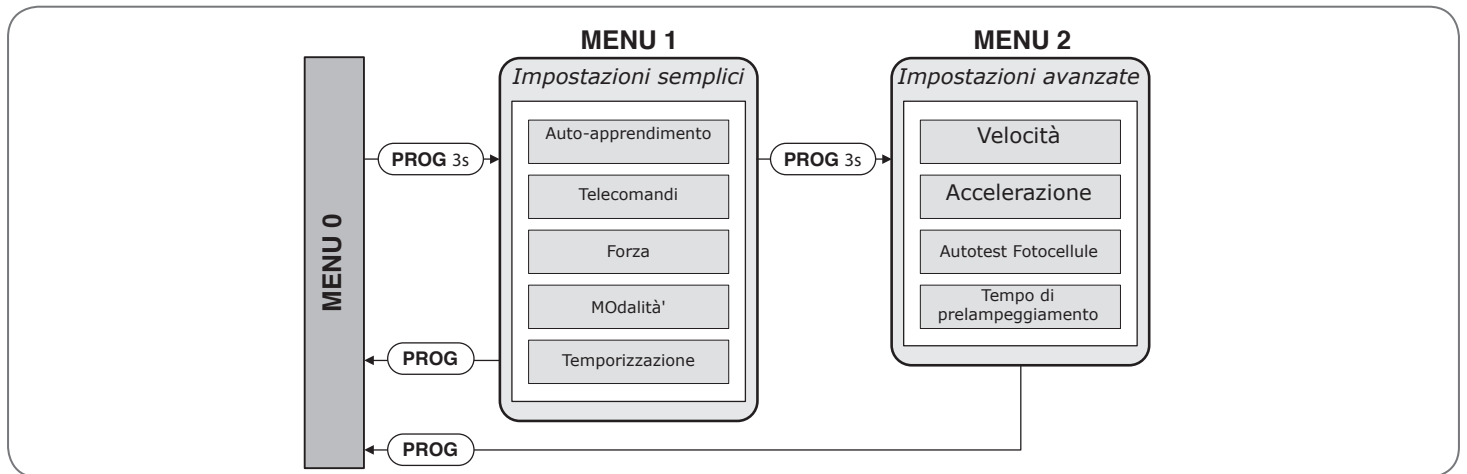 MENU 1
MENU 2
Impostazioni semplici
Impostazioni avanzate
Auto-apprendimento
Velocità
PROG 3s
PROG 3s
Telecomandi
Accelerazione
MENU 0
Forza
Autotest Fotocellule
MOdalità'
Tempo di
prelampeggiamento
PROG
Temporizzazione
PROG